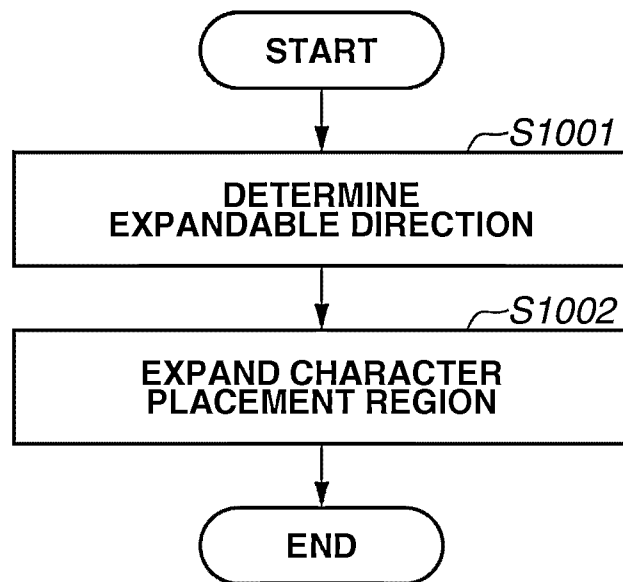 START
S1001
DETERMINE
EXPANDABLE DIRECTION
S1002
EXPAND CHARACTER
PLACEMENT REGION
END